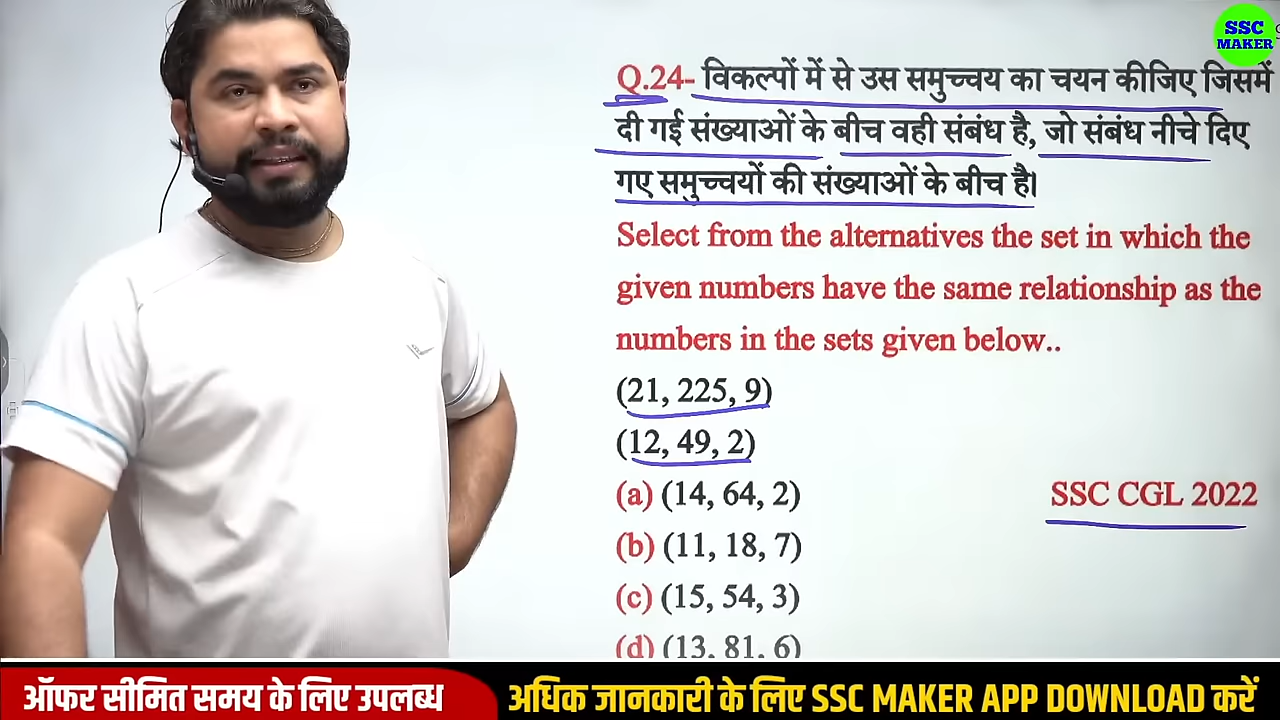 SSC
MAKER
Q.24- विकल्पों में से उस समुच्चय का चयन कीजिए जिसमें
दी गई संख्याओं के बीच वही संबंध है, जो संबंध नीचे दिए
गए समुच्चयों की संख्याओं के बीच है।
Select from the alternatives the set in which the
given numbers have the same relationship as the
numbers in the sets given below..
(21, 225, 9)
(12, 49, 2)
(a) (14, 64, 2)
SSC CGL 2022
(b) (11, 18, 7)
(c) (15, 54, 3)
(d) (13, 81, 6)
ऑफर सीमित समय के लिए उपलब्ध
अधिक जानकारी के लिए SSC MAKER APP DOWNLOAD करें